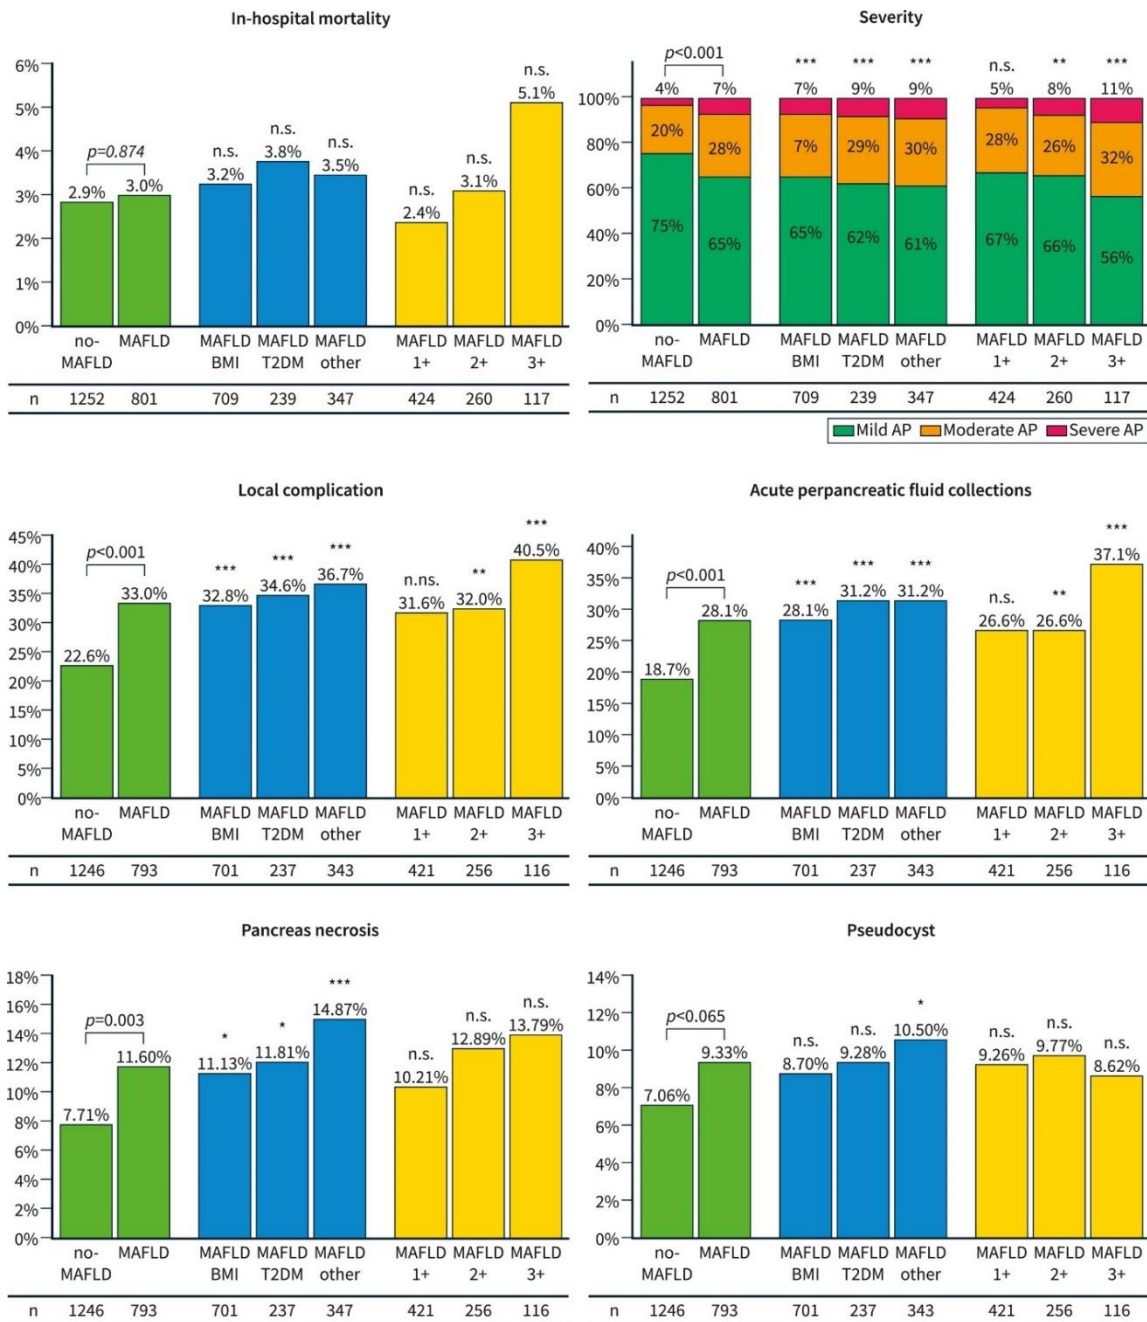 In-hospital mortality
6%
5%
4%
3%
2%
1%
0%
p=0.874
2.9%
3.0%
n.s.
3.2%
n.s.
3.8%
n.s.
3.5%
n.s.
2.4%
n.s.
3.1%
n.s.
5.1%
no-MAFLD
MAFLD
MAFLD BMI
MAFLD T2DM
MAFLD other
MAFLD 1+
MAFLD 2+
MAFLD 3+
n 1252 801 709 239 347 424 260 117
Severity
100%
80%
60%
40%
20%
0%
p<0.001
*** *** *** n.s. ** ***
4% 7% 7% 9% 9% 5% 8% 11%
20% 28% 7% 29% 30% 28% 26% 32%
75% 65% 65% 62% 61% 67% 66% 56%
no-MAFLD
MAFLD
MAFLD BMI
MAFLD T2DM
MAFLD other
MAFLD 1+
MAFLD 2+
MAFLD 3+
n 1252 801 709 239 347 424 260 117
Mild AP Moderate AP Severe AP
Local complication
45%
40%
35%
30%
25%
20%
15%
10%
5%
0%
p<0.001
22.6%
33.0%
***
32.8%
***
34.6%
***
36.7%
n.ns.
31.6%
**
32.0%
***
40.5%
no-MAFLD
MAFLD
MAFLD BMI
MAFLD T2DM
MAFLD other
MAFLD 1+
MAFLD 2+
MAFLD 3+
n 1246 793 701 237 343 421 256 116
Acute perpancreatic fluid collections
40%
35%
30%
25%
20%
15%
10%
5%
0%
p<0.001
18.7%
28.1%
***
28.1%
***
31.2%
***
31.2%
n.s.
26.6%
**
26.6%
***
37.1%
no-MAFLD
MAFLD
MAFLD BMI
MAFLD T2DM
MAFLD other
MAFLD 1+
MAFLD 2+
MAFLD 3+
n 1246 793 701 237 343 421 256 116
Pancreas necrosis
18%
16%
14%
12%
10%
8%
6%
4%
2%
0%
p=0.003
7.71%
11.60%
*
11.13%
*
11.81%
***
14.87%
n.s.
10.21%
n.s.
12.89%
n.s.
13.79%
no-MAFLD
MAFLD
MAFLD BMI
MAFLD T2DM
MAFLD other
MAFLD 1+
MAFLD 2+
MAFLD 3+
n 1246 793 701 237 347 421 256 116
Pseudocyst
14%
12%
10%
8%
6%
4%
2%
0%
p<0.065
7.06%
9.33%
n.s.
8.70%
n.s.
9.28%
*
10.50%
n.s.
9.26%
n.s.
9.77%
n.s.
8.62%
no-MAFLD
MAFLD
MAFLD BMI
MAFLD T2DM
MAFLD other
MAFLD 1+
MAFLD 2+
MAFLD 3+
n 1246 793 701 237 343 421 256 116